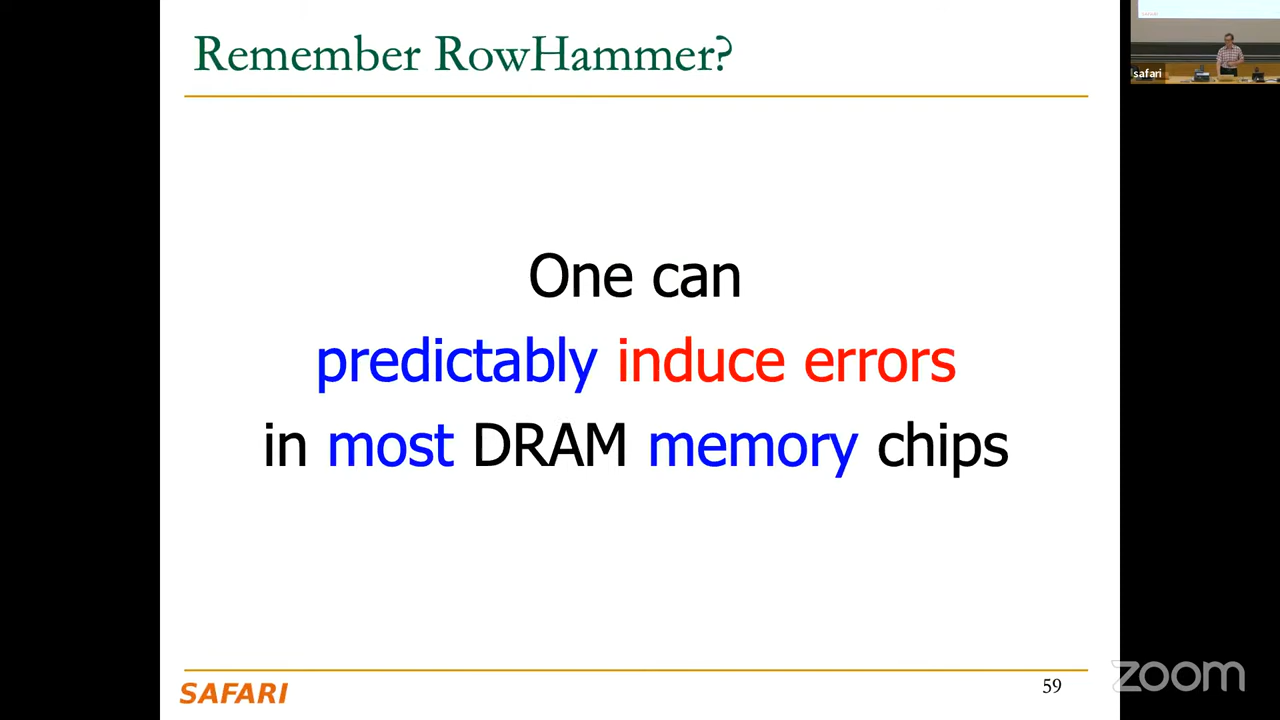 Remember RowHammer?
safari
One can
predictably induce errors
in most DRAM memory chips
SAFARI
59
zoom